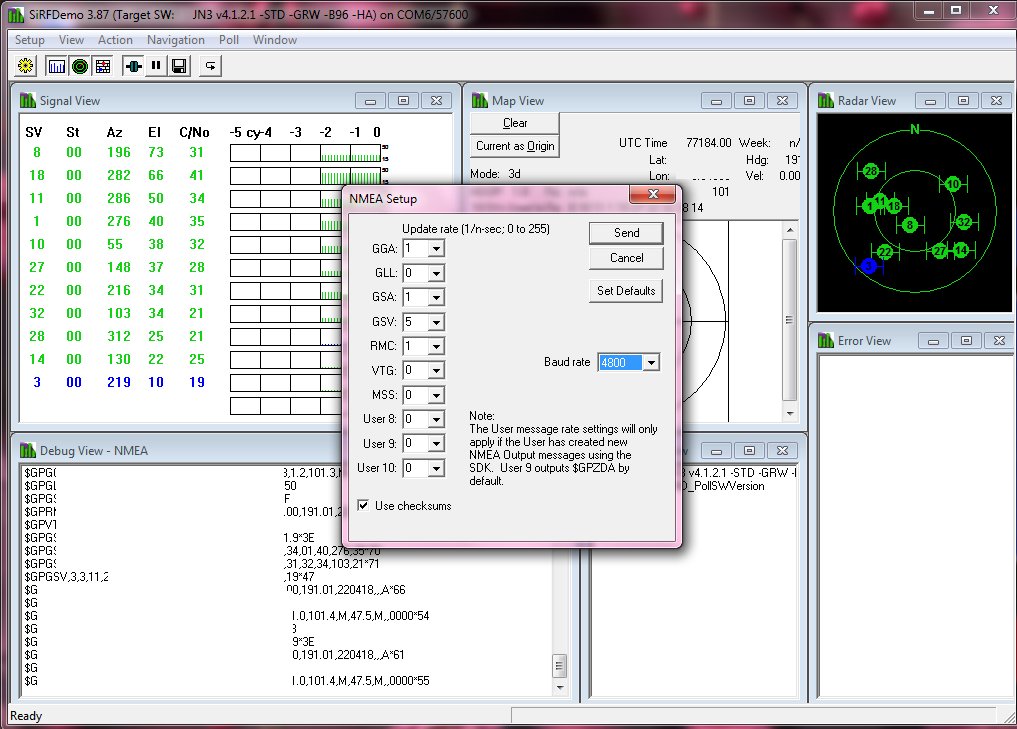 SiRFDemo 3.87 (Target SW: JN3 v4.1.2.1 -STD -GRW -B96 -HA) on COM6/57600
Setup View Action Navigation Poll Window
Signal View
SV St Az El C/No -5 cy-4 -3 -2 -1 0
8 00 196 73 31
18 00 282 66 41
11 00 286 50 34
1 00 276 40 35
10 00 55 38 32
27 00 148 37 28
22 00 216 34 31
32 00 103 34 21
28 00 312 25 21
14 00 130 22 25
3 00 219 10 19
50
15
50
15
Map View
Clear
Current as Origin
Mode: 3d
UTC Time 77184.00 Week: n/
Lat: Hdg: 19
Lon: Vel: 0.00
101
8 14
Radar View
N
28
10
1 11 18
8
32
22
27 14
3
Error View
NMEA Setup
Update rate (1/n-sec; 0 to 255)
GGA: 1
GLL: 0
GSA: 1
GSV: 5
RMC: 1
VTG: 0
MSS: 0
User 8: 0
User 9: 0
User 10: 0
Use checksums
Send
Cancel
Set Defaults
Baud rate 4800
Note:
The User message rate settings will only
apply if the User has created new
NMEA Output messages using the
SDK. User 9 outputs $GPZDA by
default.
Debug View - NMEA
$GPG 3,1.2,101.3,
$GPGL 50
$GPGS F
$GPRM .00,191.01,2
$GPVT
$GPGS 1.9*3E
$GPGS ,34,01,40,276,35*70
$GPGS ,31,32,34,103,21*71
$GPGSV,3,3,11,2 ,19*47
$G 00,191.01,220418,,,A*66
$G
$G 1.0,101.4,M,47.5,M,,0000*54
$G 3
$G 9*3E
$G 0,191.01,220418,,,A*61
$G
$G 1.0,101.4,M,47.5,M,,0000*55
v4.1.2.1 -STD -GRW -
_PollSWVersion
Ready